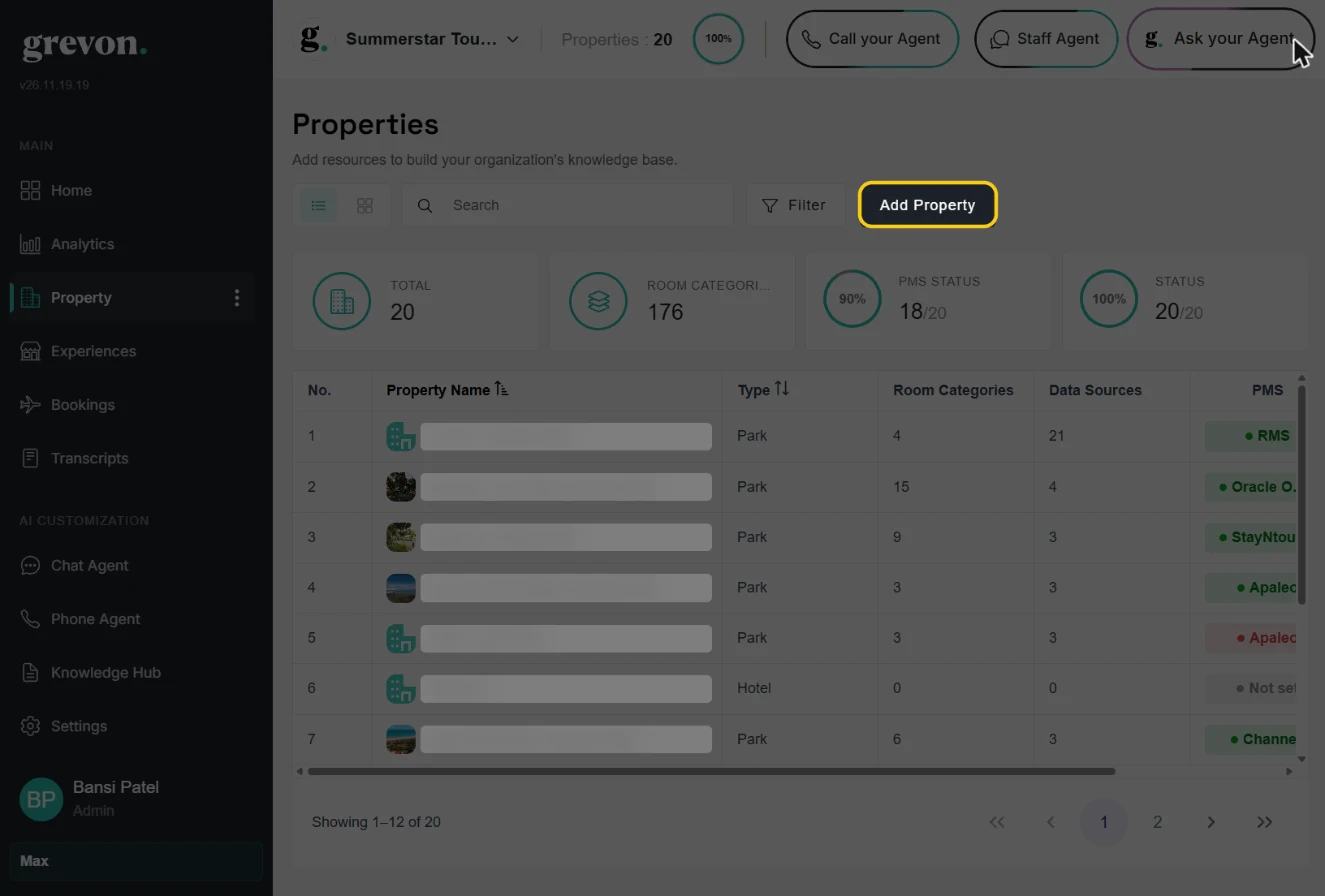 grevon.
v26.11.19.19
MAIN
Home
Analytics
Property
Experiences
Bookings
Transcripts
AI CUSTOMIZATION
Chat Agent
Phone Agent
Knowledge Hub
Settings
BP
Bansi Patel
Admin
Max
g. Summerstar Tou... Properties : 20 100% Call your Agent Staff Agent g. Ask your Agent
Properties
Add resources to build your organization's knowledge base.
Search Filter Add Property
TOTAL
20
ROOM CATEGORI...
176
90%
PMS STATUS
18/20
100%
STATUS
20/20
No. Property Name Type Room Categories Data Sources PMS
1 Park 4 21 RMS
2 Park 15 4 Oracle O.
3 Park 9 3 StayNtou
4 Park 3 3 Apaleo
5 Park 3 3 Apaleo
6 Hotel 0 0 Not set
7 Park 6 3 Channe
Showing 1–12 of 20 1 2